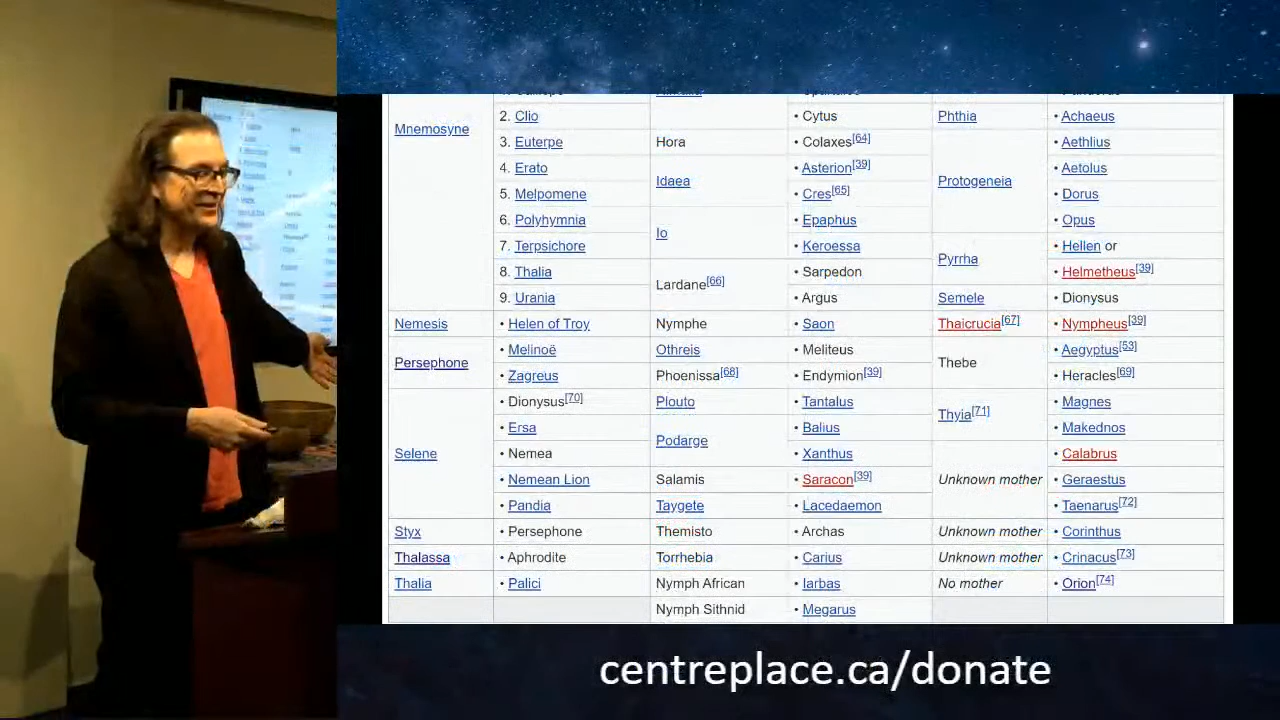 Mnemosyne
2. Clio
3. Euterpe
4. Erato
5. Melpomene
6. Polyhymnia
7. Terpsichore
8. Thalia
9. Urania
Nemesis • Helen of Troy
Persephone • Melinoë
• Zagreus
Selene • Dionysus[70]
• Ersa
• Nemea
• Nemean Lion
• Pandia
Styx • Persephone
Thalassa • Aphrodite
Thalia • Palici
• Cytus
Hora • Colaxes[64]
Idaea • Asterion[39]
• Cres[65]
Io • Epaphus
• Keroessa
Lardane[66] • Sarpedon
• Argus
Nymphe • Saon
Othreis • Meliteus
Phoenissa[68] • Endymion[39]
Plouto • Tantalus
Podarge • Balius
• Xanthus
Salamis • Saracon[39]
Taygete • Lacedaemon
Themisto • Archas
Torrhebia • Carius
Nymph African • Iarbas
Nymph Sithnid • Megarus
Phthia • Achaeus
Protogeneia • Aethlius
• Aetolus
• Dorus
• Opus
Pyrrha • Hellen or
• Helmetheus[39]
Semele • Dionysus
Thaicrucia[67] • Nympheus[39]
Thebe • Aegyptus[53]
• Heracles[69]
Thyia[71] • Magnes
• Makednos
Unknown mother • Calabrus
• Geraestus
• Taenarus[72]
Unknown mother • Corinthus
Unknown mother • Crinacus[73]
No mother • Orion[74]
centreplace.ca/donate